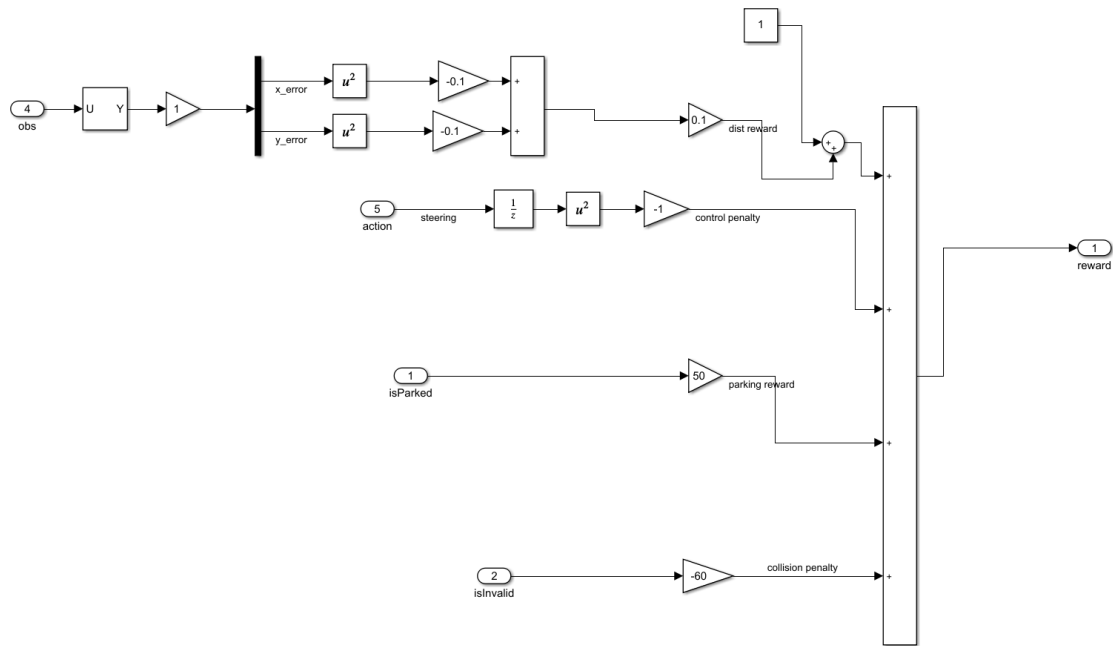 1
4
obs
U Y
1
x_error
u²
-0.1
+
y_error
u²
-0.1
+
0.1
dist reward
+
+
+
5
action
steering
1
z
u²
-1
control penalty
+
1
reward
1
isParked
50
parking reward
+
2
isInvalid
-60
collision penalty
+